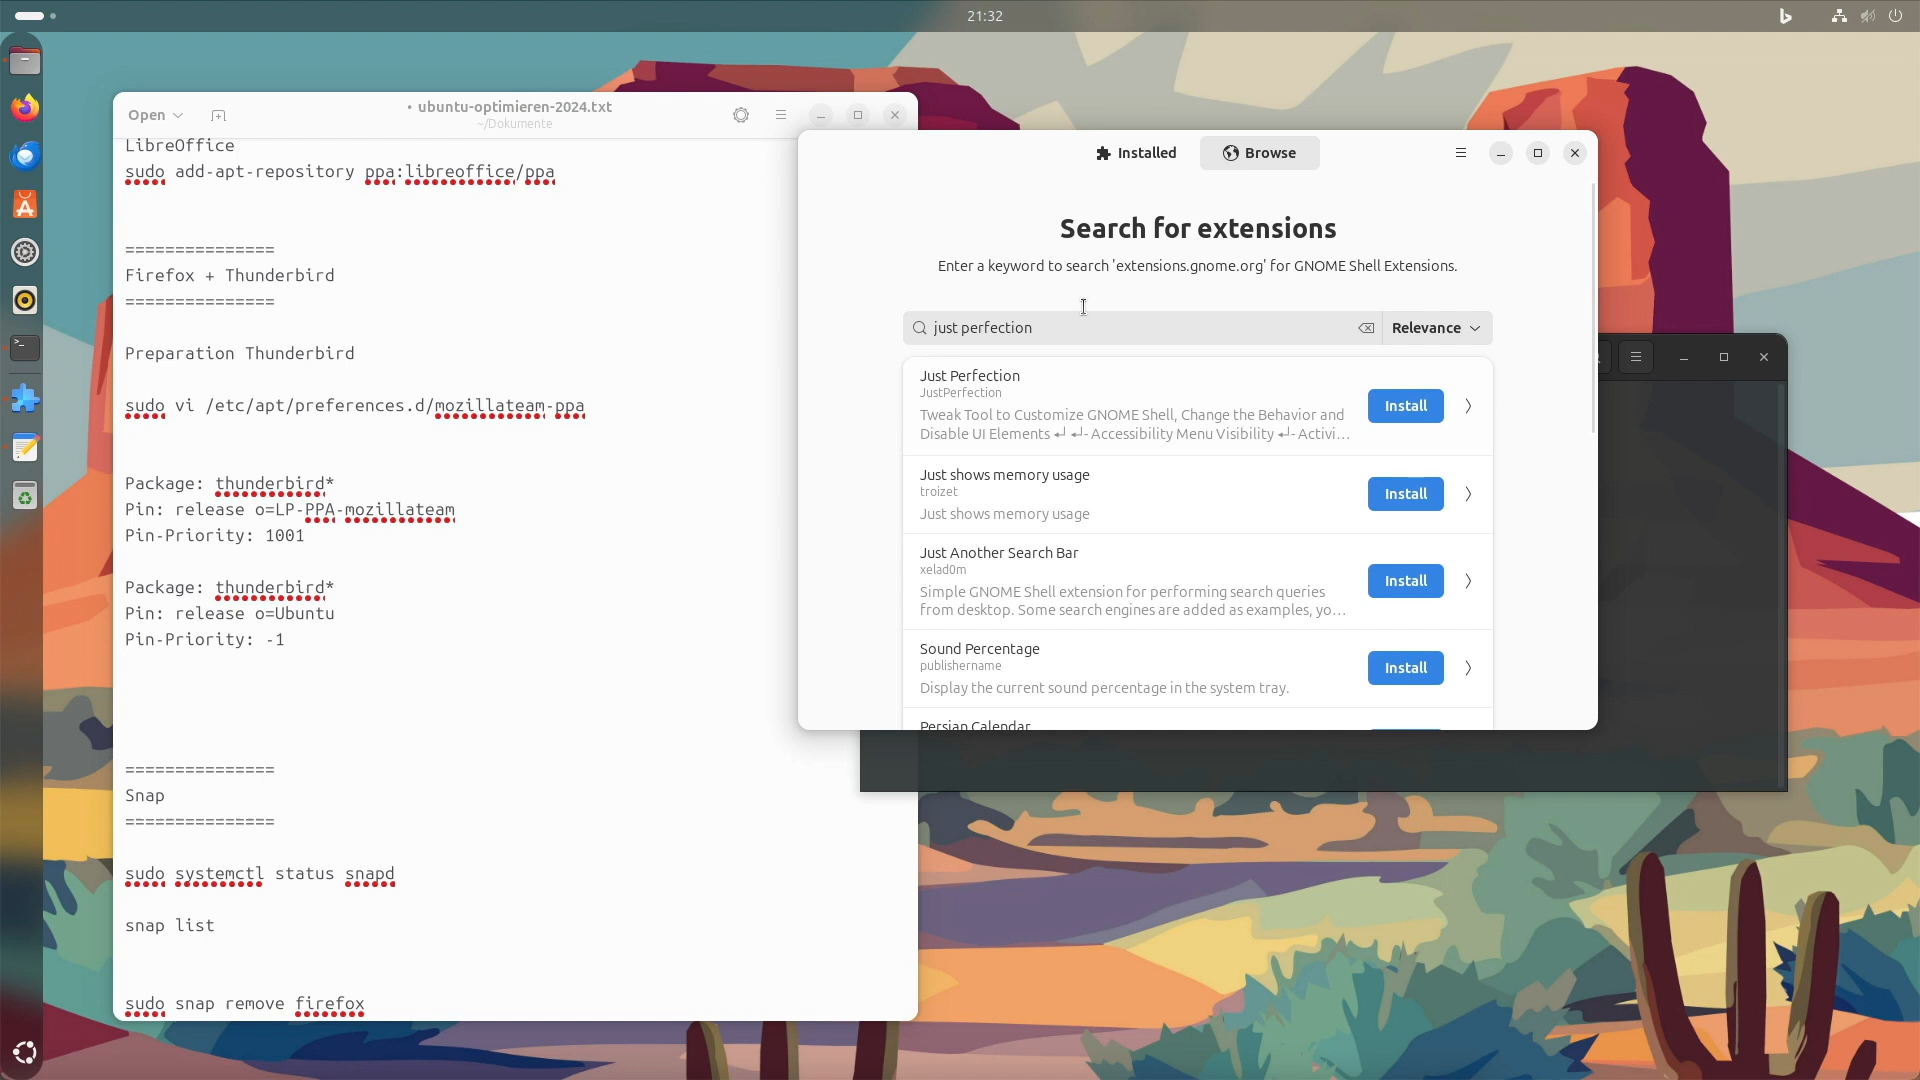 21:32
Open
• ubuntu-optimieren-2024.txt
~/Dokumente
LibreOffice
sudo add-apt-repository ppa:libreoffice/ppa
===============
Firefox + Thunderbird
===============
Preparation Thunderbird
sudo vi /etc/apt/preferences.d/mozillateam-ppa
Package: thunderbird*
Pin: release o=LP-PPA-mozillateam
Pin-Priority: 1001
Package: thunderbird*
Pin: release o=Ubuntu
Pin-Priority: -1
===============
Snap
===============
sudo systemctl status snapd
snap list
sudo snap remove firefox
Installed
Browse
Search for extensions
Enter a keyword to search 'extensions.gnome.org' for GNOME Shell Extensions.
just perfection
Relevance
Just Perfection
JustPerfection
Tweak Tool to Customize GNOME Shell, Change the Behavior and
Disable UI Elements ↵ ↵- Accessibility Menu Visibility ↵- Activi…
Install
Just shows memory usage
troizet
Just shows memory usage
Install
Just Another Search Bar
xelad0m
Simple GNOME Shell extension for performing search queries
from desktop. Some search engines are added as examples, yo…
Install
Sound Percentage
publishername
Display the current sound percentage in the system tray.
Install
Persian Calendar